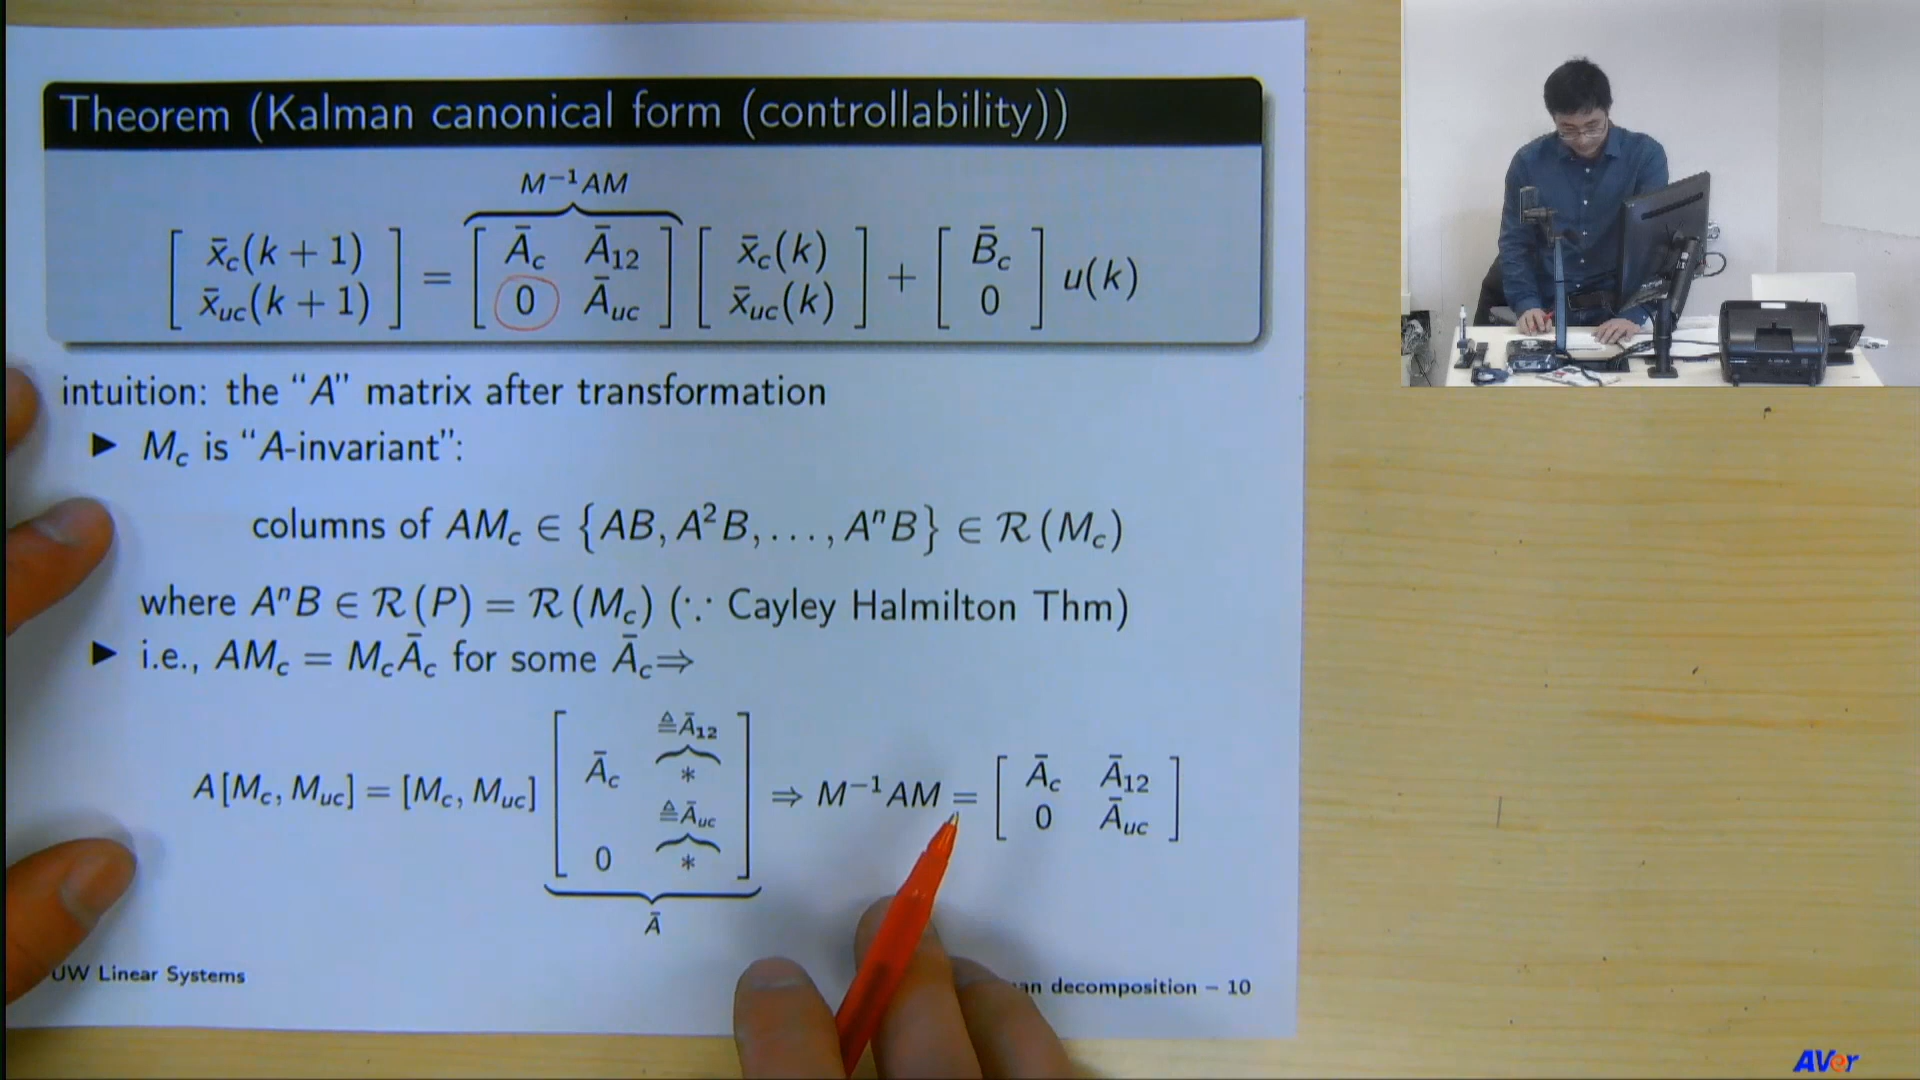 Theorem (Kalman canonical form (controllability))
M⁻¹AM
[ x̄c(k + 1) ; x̄uc(k + 1) ] = [ Āc Ā12 ; 0 Āuc ] [ x̄c(k) ; x̄uc(k) ] + [ B̄c ; 0 ] u(k)
intuition: the “A” matrix after transformation
▶ Mc is “A-invariant”:
columns of AMc ∈ {AB, A²B, . . . , AⁿB} ∈ R (Mc)
where AⁿB ∈ R (P) = R (Mc) (∵ Cayley Halmilton Thm)
▶ i.e., AMc = McĀc for some Āc⇒
A [Mc, Muc] = [Mc, Muc] [ Āc * ≜Ā12 ; 0 * ≜Āuc ] ⇒ M⁻¹AM = [ Āc Ā12 ; 0 Āuc ]
Ā
UW Linear Systems
decomposition – 10
AVer